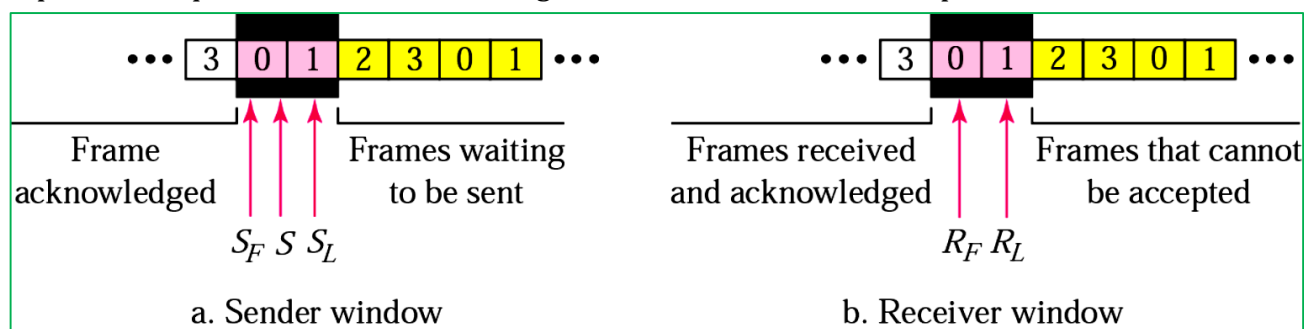 ••• 3 0 1 2 3 0 1 •••
Frame
acknowledged
Frames waiting
to be sent
S_F S S_L
a. Sender window
••• 3 0 1 2 3 0 1 •••
Frames received
and acknowledged
Frames that cannot
be accepted
R_F R_L
b. Receiver window